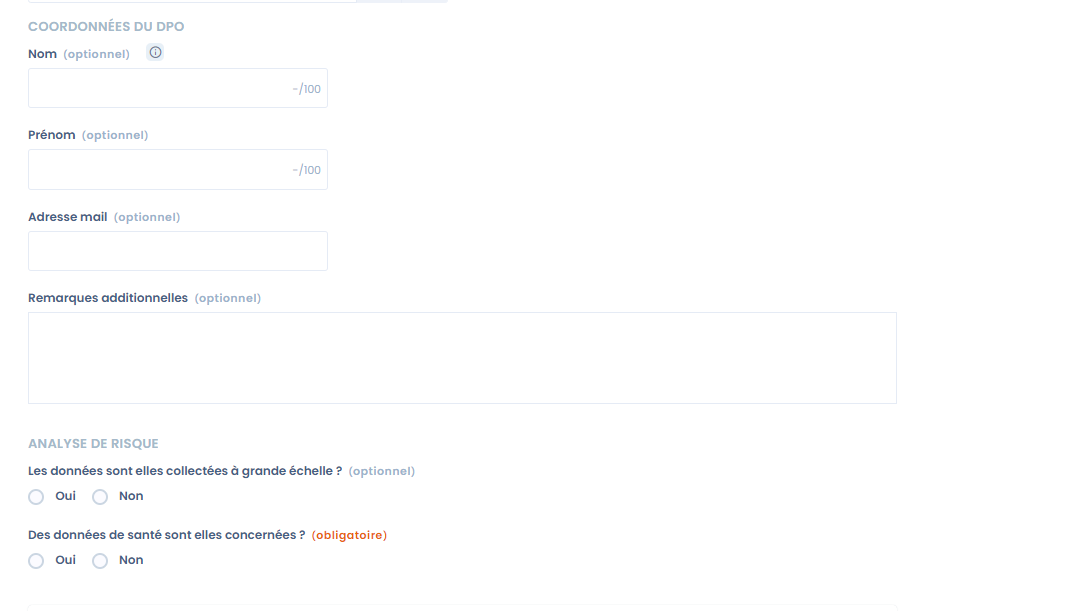 COORDONNÉES DU DPO
Nom (optionnel)
-/100
Prénom (optionnel)
-/100
Adresse mail (optionnel)
Remarques additionnelles (optionnel)
ANALYSE DE RISQUE
Les données sont elles collectées à grande échelle ? (optionnel)
Oui Non
Des données de santé sont elles concernées ? (obligatoire)
Oui Non